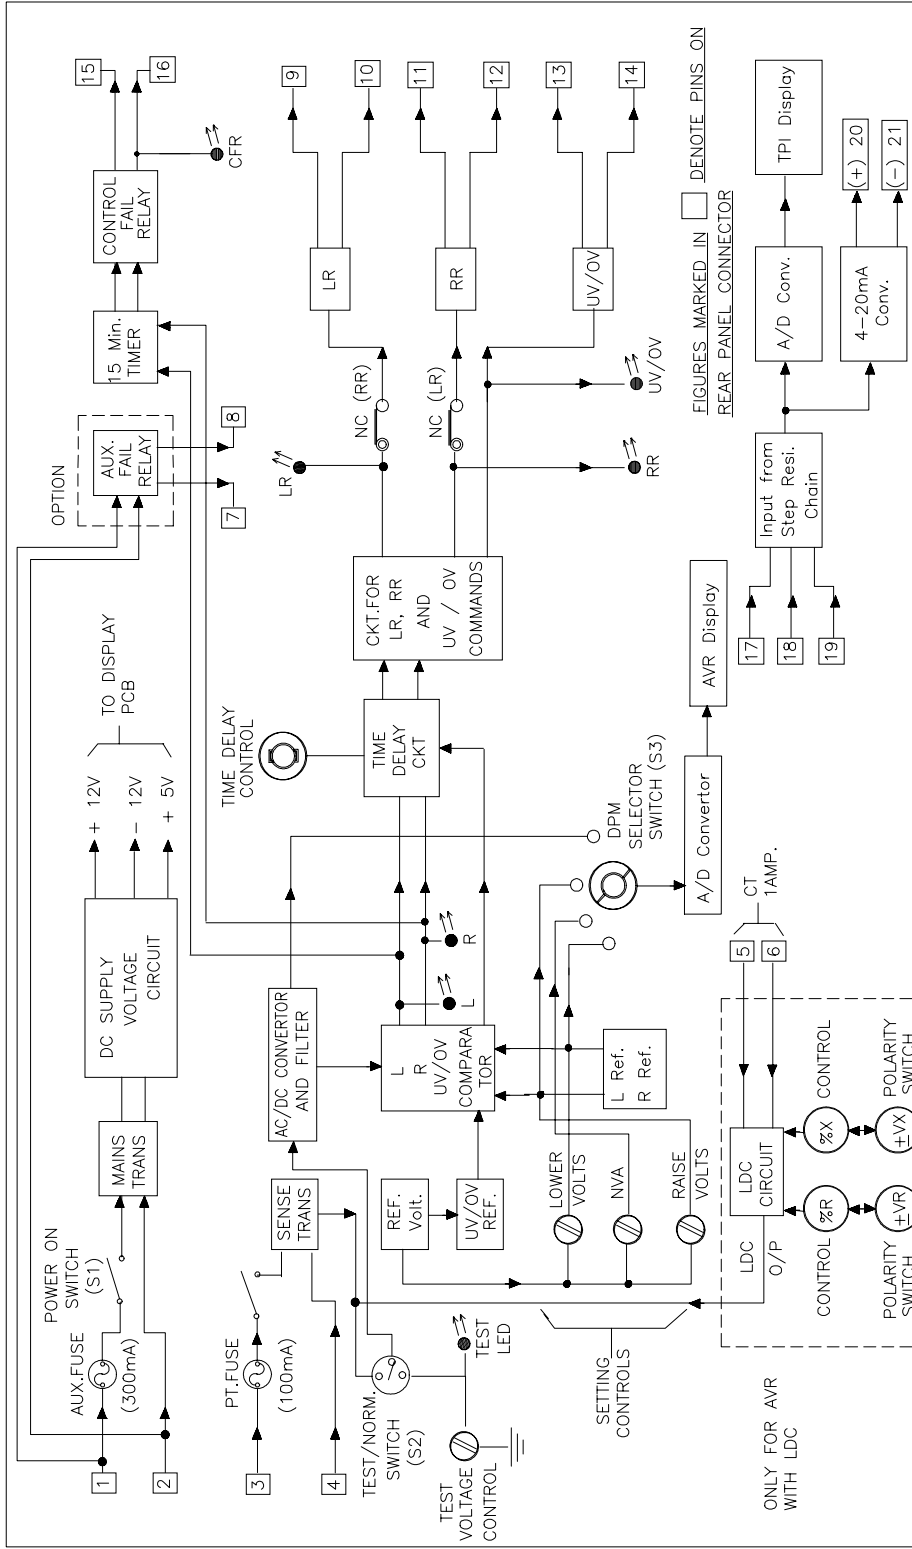 1
2
AUX.FUSE
(300mA)
POWER ON
SWITCH
(S1)
MAINS
TRANS
DC SUPPLY
VOLTAGE
CIRCUIT
+ 12V
- 12V
+ 5V
TO DISPLAY
PCB
OPTION
AUX.
FAIL
RELAY
7
8
15 Min.
TIMER
CONTROL
FAIL
RELAY
15
16
CFR
3
4
PT.FUSE
(100mA)
SENSE
TRANS
AC/DC CONVERTOR
AND FILTER
TEST/NORM.
SWITCH
(S2)
TEST
VOLTAGE
CONTROL
TEST
LED
REF.
Volt.
UV/OV
REF.
L
R
UV/OV
COMPARA
TOR
L
R
L Ref.
R Ref.
TIME DELAY
CONTROL
TIME
DELAY
CKT
CKT.FOR
LR, RR
AND
UV / OV
COMMANDS
LR
NC (RR)
NC (LR)
RR
UV/OV
LR
RR
UV/OV
9
10
11
12
13
14
SETTING
CONTROLS
LOWER
VOLTS
NVA
RAISE
VOLTS
DPM
SELECTOR
SWITCH (S3)
A/D Convertor
AVR Display
FIGURES MARKED IN DENOTE PINS ON
REAR PANEL CONNECTOR
17
18
19
Input from
Step Resi.
Chain
A/D Conv.
TPI Display
4-20mA
Conv.
(+) 20
(-) 21
ONLY FOR AVR
WITH LDC
LDC
O/P
LDC
CIRCUIT
5
6
CT
1AMP.
CONTROL
%R
%X
CONTROL
POLARITY
SWITCH
±VR
±VX
POLARITY
SWITCH